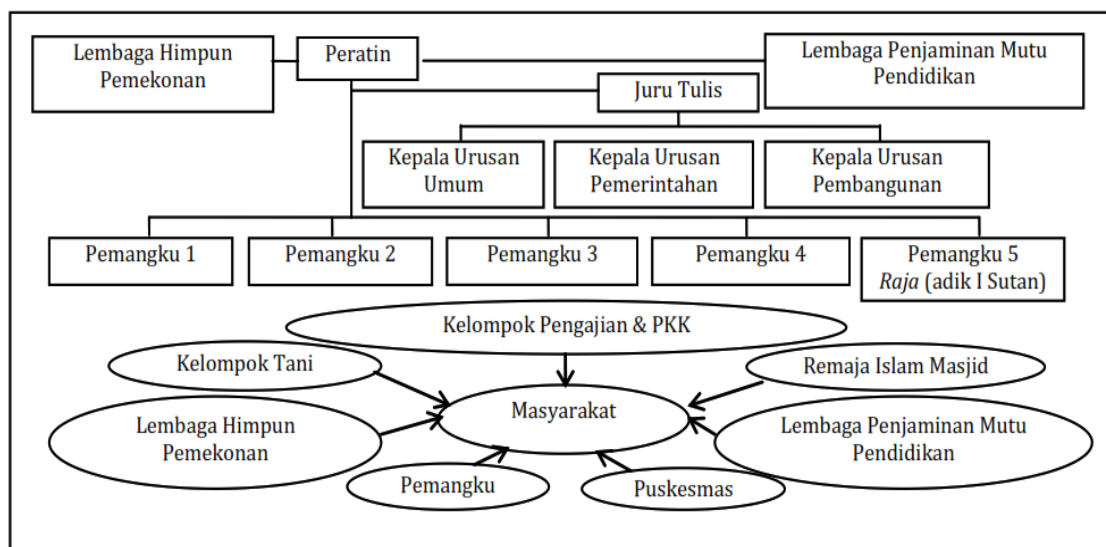 Lembaga Himpun
Pemekonan
Peratin
Lembaga Penjaminan Mutu
Pendidikan
Juru Tulis
Kepala Urusan
Umum
Kepala Urusan
Pemerintahan
Kepala Urusan
Pembangunan
Pemangku 1
Pemangku 2
Pemangku 3
Pemangku 4
Pemangku 5
Raja (adik I Sutan)
Kelompok Pengajian & PKK
Kelompok Tani
Remaja Islam Masjid
Masyarakat
Lembaga Himpun
Pemekonan
Lembaga Penjaminan Mutu
Pendidikan
Pemangku
Puskesmas